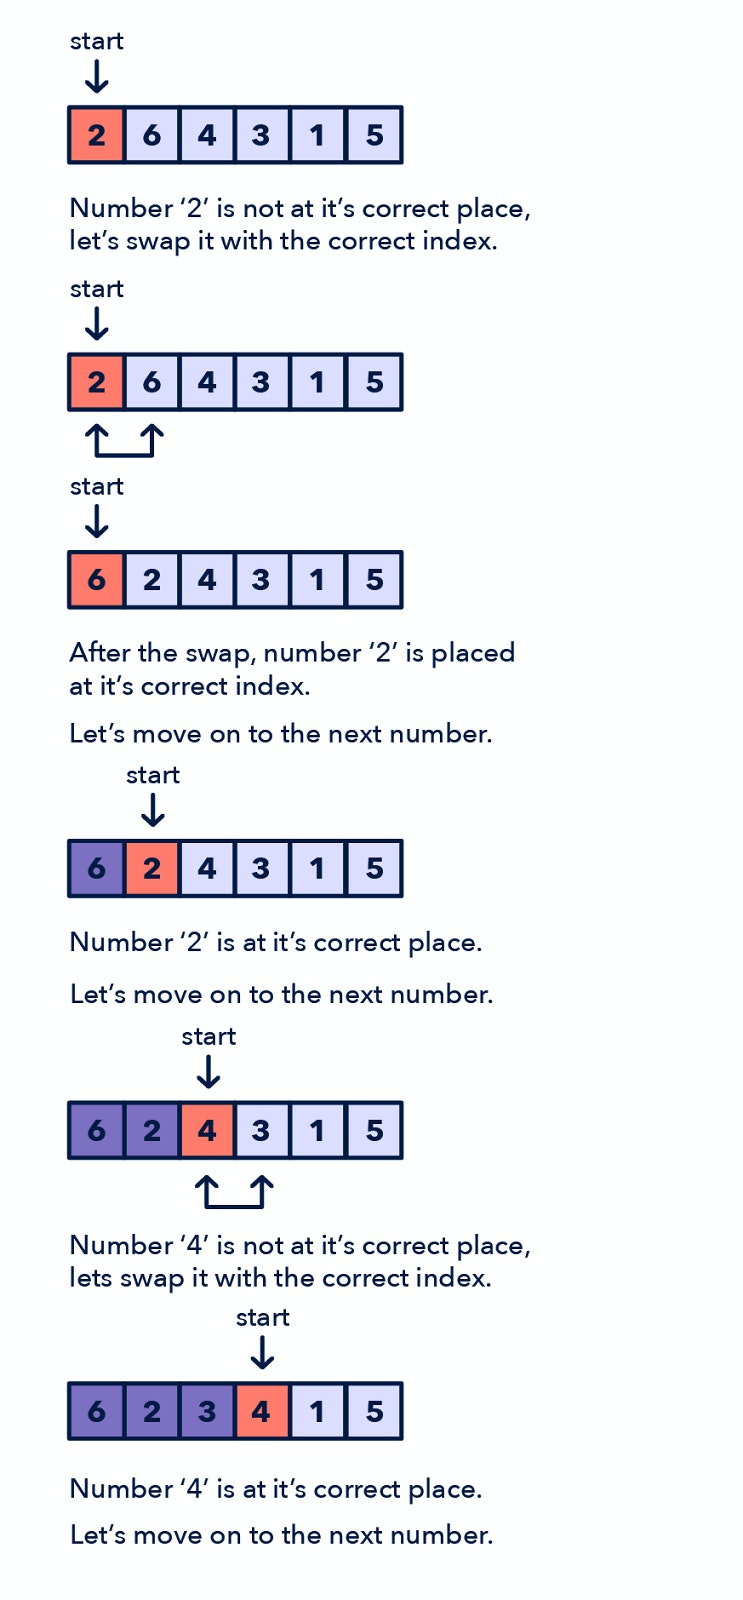 start
2 6 4 3 1 5
Number ‘2’ is not at it’s correct place,
let’s swap it with the correct index.
start
2 6 4 3 1 5
start
6 2 4 3 1 5
After the swap, number ‘2’ is placed
at it’s correct index.
Let’s move on to the next number.
start
6 2 4 3 1 5
Number ‘2’ is at it’s correct place.
Let’s move on to the next number.
start
6 2 4 3 1 5
Number ‘4’ is not at it’s correct place,
lets swap it with the correct index.
start
6 2 3 4 1 5
Number ‘4’ is at it’s correct place.
Let’s move on to the next number.